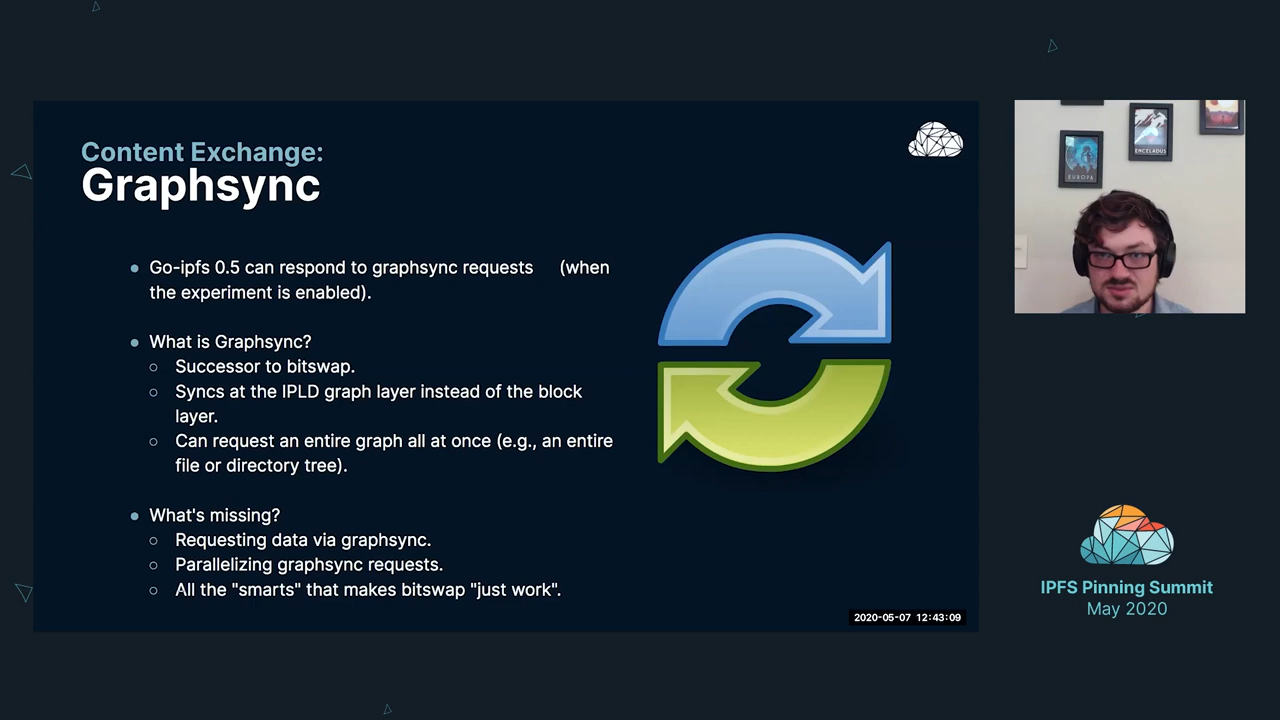 Content Exchange:
Graphsync
Go-ipfs 0.5 can respond to graphsync requests (when
the experiment is enabled).
What is Graphsync?
Successor to bitswap.
Syncs at the IPLD graph layer instead of the block
layer.
Can request an entire graph all at once (e.g., an entire
file or directory tree).
What's missing?
Requesting data via graphsync.
Parallelizing graphsync requests.
All the "smarts" that makes bitswap "just work".
2020-05-07 12:43:09
EUROPA
ENCELADUS
IPFS Pinning Summit
May 2020